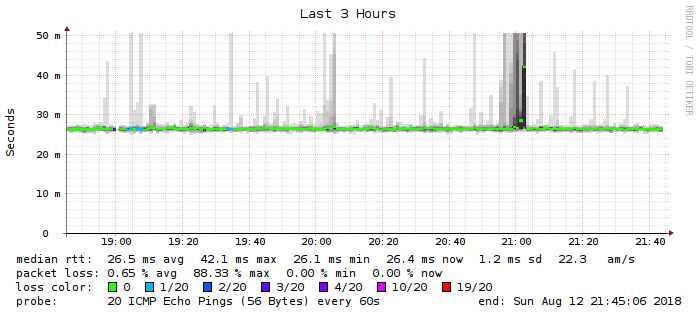 Last 3 Hours
RRDTOOL / TOBI OETIKER
Seconds
50 m
40 m
30 m
20 m
10 m
0
19:00 19:20 19:40 20:00 20:20 20:40 21:00 21:20 21:40
median rtt: 26.5 ms avg 42.1 ms max 26.1 ms min 26.4 ms now 1.2 ms sd 22.3 am/s
packet loss: 0.65 % avg 88.33 % max 0.00 % min 0.00 % now
loss color: 0 1/20 2/20 3/20 4/20 10/20 19/20
probe: 20 ICMP Echo Pings (56 Bytes) every 60s end: Sun Aug 12 21:45:06 2018